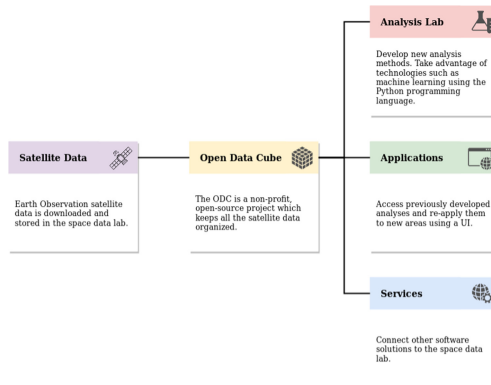 Satellite Data
Earth Observation satellite
data is downloaded and
stored in the space data lab.
Open Data Cube
The ODC is a non-profit,
open-source project which
keeps all the satellite data
organized.
Analysis Lab
Develop new analysis
methods. Take advantage of
technologies such as
machine learning using the
Python programming
language.
Applications
Access previously developed
analyses and re-apply them
to new areas using a UI.
Services
Connect other software
solutions to the space data
lab.